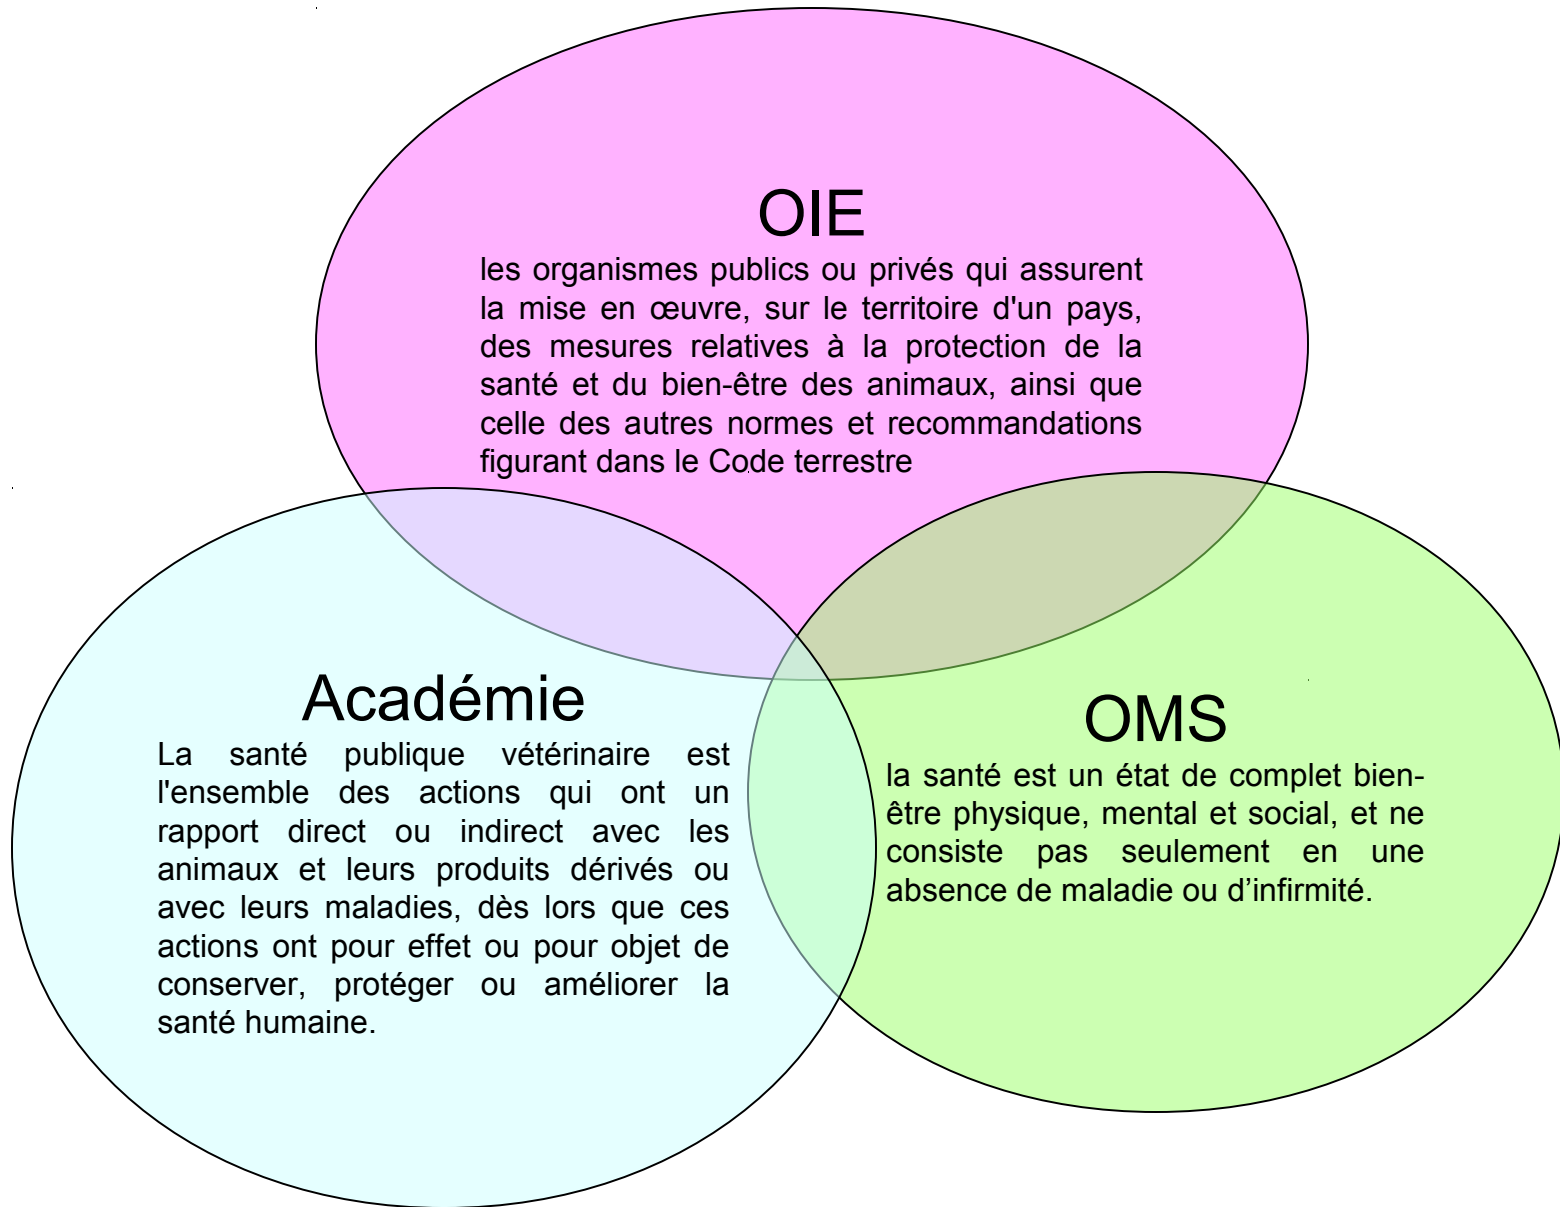 OIE
les organismes publics ou privés qui assurent
la mise en œuvre, sur le territoire d'un pays,
des mesures relatives à la protection de la
santé et du bien-être des animaux, ainsi que
celle des autres normes et recommandations
figurant dans le Code terrestre
Académie
La santé publique vétérinaire est
l'ensemble des actions qui ont un
rapport direct ou indirect avec les
animaux et leurs produits dérivés ou
avec leurs maladies, dès lors que ces
actions ont pour effet ou pour objet de
conserver, protéger ou améliorer la
santé humaine.
OMS
la santé est un état de complet bien-
être physique, mental et social, et ne
consiste pas seulement en une
absence de maladie ou d’infirmité.